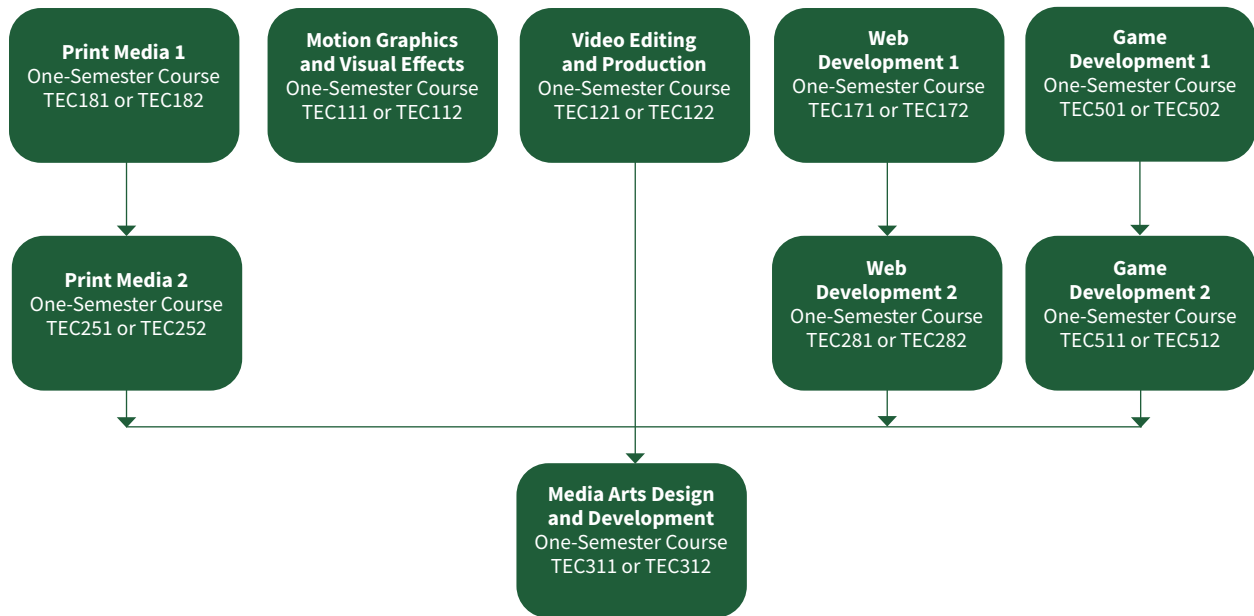 Print Media 1
One-Semester Course
TEC181 or TEC182
Motion Graphics
and Visual Effects
One-Semester Course
TEC111 or TEC112
Video Editing
and Production
One-Semester Course
TEC121 or TEC122
Web
Development 1
One-Semester Course
TEC171 or TEC172
Game
Development 1
One-Semester Course
TEC501 or TEC502
Print Media 2
One-Semester Course
TEC251 or TEC252
Web
Development 2
One-Semester Course
TEC281 or TEC282
Game
Development 2
One-Semester Course
TEC511 or TEC512
Media Arts Design
and Development
One-Semester Course
TEC311 or TEC312